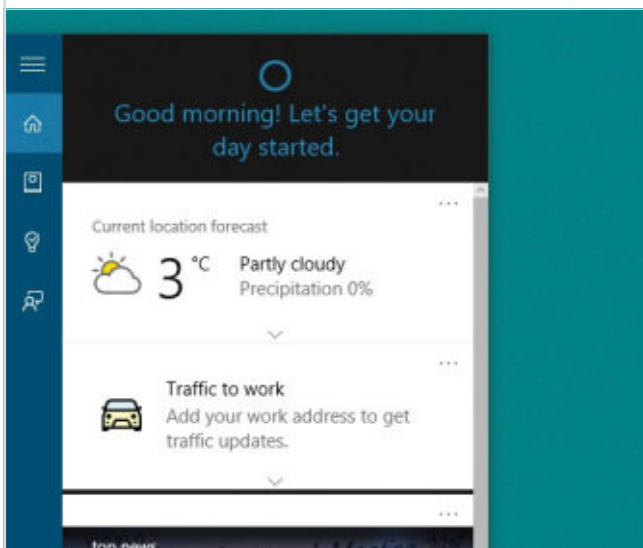 Good morning! Let's get your
day started.
Current location forecast
3 °C
Partly cloudy
Precipitation 0%
Traffic to work
Add your work address to get
traffic updates.
top news